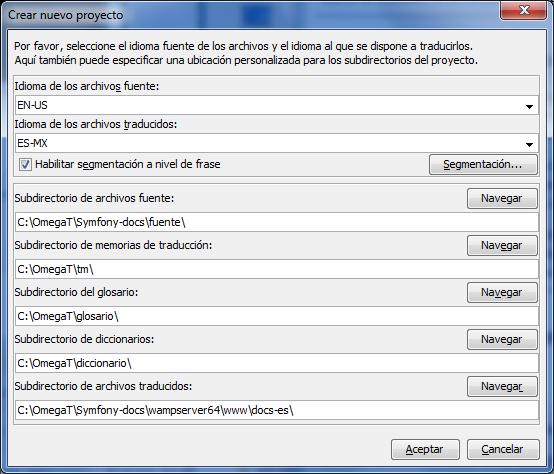 Crear nuevo proyecto
Por favor, seleccione el idioma fuente de los archivos y el idioma al que se dispone a traducirlos.
Aquí también puede especificar una ubicación personalizada para los subdirectorios del proyecto.
Idioma de los archivos fuente:
EN-US
Idioma de los archivos traducidos:
ES-MX
Habilitar segmentación a nivel de frase
Segmentación...
Subdirectorio de archivos fuente:
Navegar
C:\OmegaT\Symfony-docs\fuente\
Subdirectorio de memorias de traducción:
Navegar
C:\OmegaT\tm\
Subdirectorio del glosario:
Navegar
C:\OmegaT\glosario\
Subdirectorio de diccionarios:
Navegar
C:\OmegaT\diccionario\
Subdirectorio de archivos traducidos:
Navegar
C:\OmegaT\Symfony-docs\wampserver64\www\docs-es\
Aceptar
Cancelar